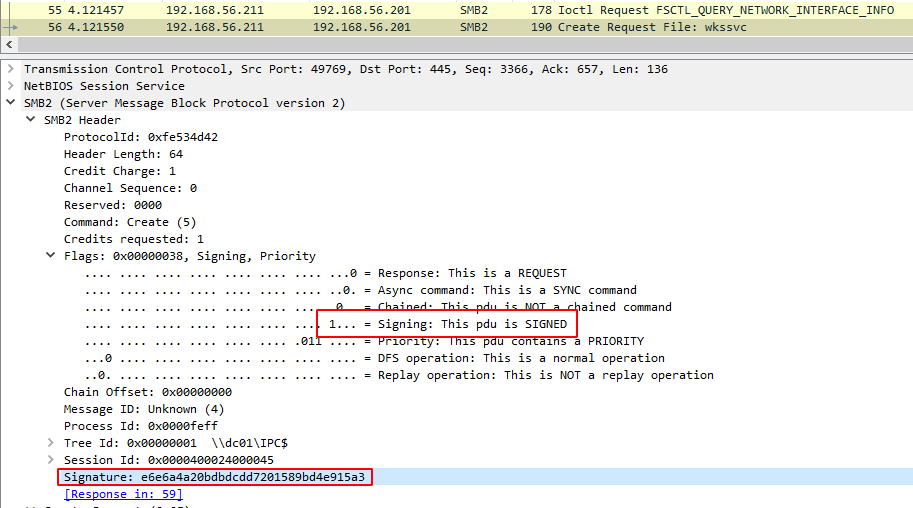 55 4.121457 192.168.56.211 192.168.56.201 SMB2 178 Ioctl Request FSCTL_QUERY_NETWORK_INTERFACE_INFO
56 4.121550 192.168.56.211 192.168.56.201 SMB2 190 Create Request File: wkssvc
Transmission Control Protocol, Src Port: 49769, Dst Port: 445, Seq: 3366, Ack: 657, Len: 136
NetBIOS Session Service
SMB2 (Server Message Block Protocol version 2)
SMB2 Header
ProtocolId: 0xfe534d42
Header Length: 64
Credit Charge: 1
Channel Sequence: 0
Reserved: 0000
Command: Create (5)
Credits requested: 1
Flags: 0x00000038, Signing, Priority
.... .... .... .... .... .... .... ...0 = Response: This is a REQUEST
.... .... .... .... .... .... .... ..0. = Async command: This is a SYNC command
.... .... .... .... .... .... .... .0.. = Chained: This pdu is NOT a chained command
.... .... .... .... .... .... .... 1... = Signing: This pdu is SIGNED
.... .... .... .... .... .... .011 .... = Priority: This pdu contains a PRIORITY
...0 .... .... .... .... .... .... .... = DFS operation: This is a normal operation
..0. .... .... .... .... .... .... .... = Replay operation: This is NOT a replay operation
Chain Offset: 0x00000000
Message ID: Unknown (4)
Process Id: 0x0000feff
Tree Id: 0x00000001 \\dc01\IPC$
Session Id: 0x0000400024000045
Signature: e6e6a4a20bdbdcdd7201589bd4e915a3
[Response in: 59]